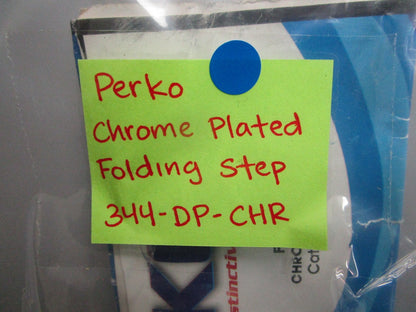 Perko
Chrome Plated
Folding Step
344-DP-CHR